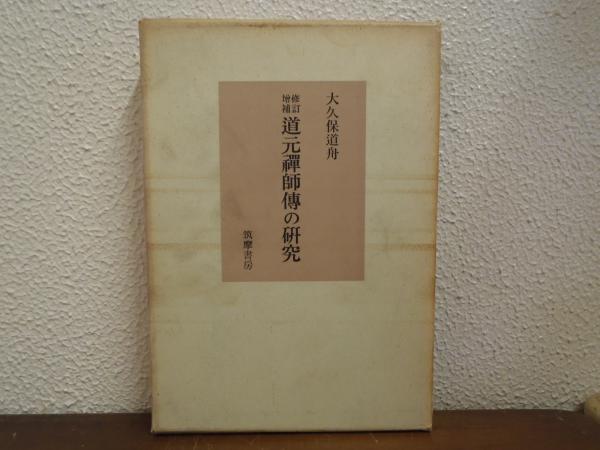 大久保道舟
修訂
増補
道元禪師傳の研究
筑摩書房